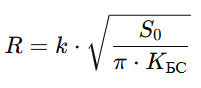 R = k · √(S₀ / (π · K_БС))